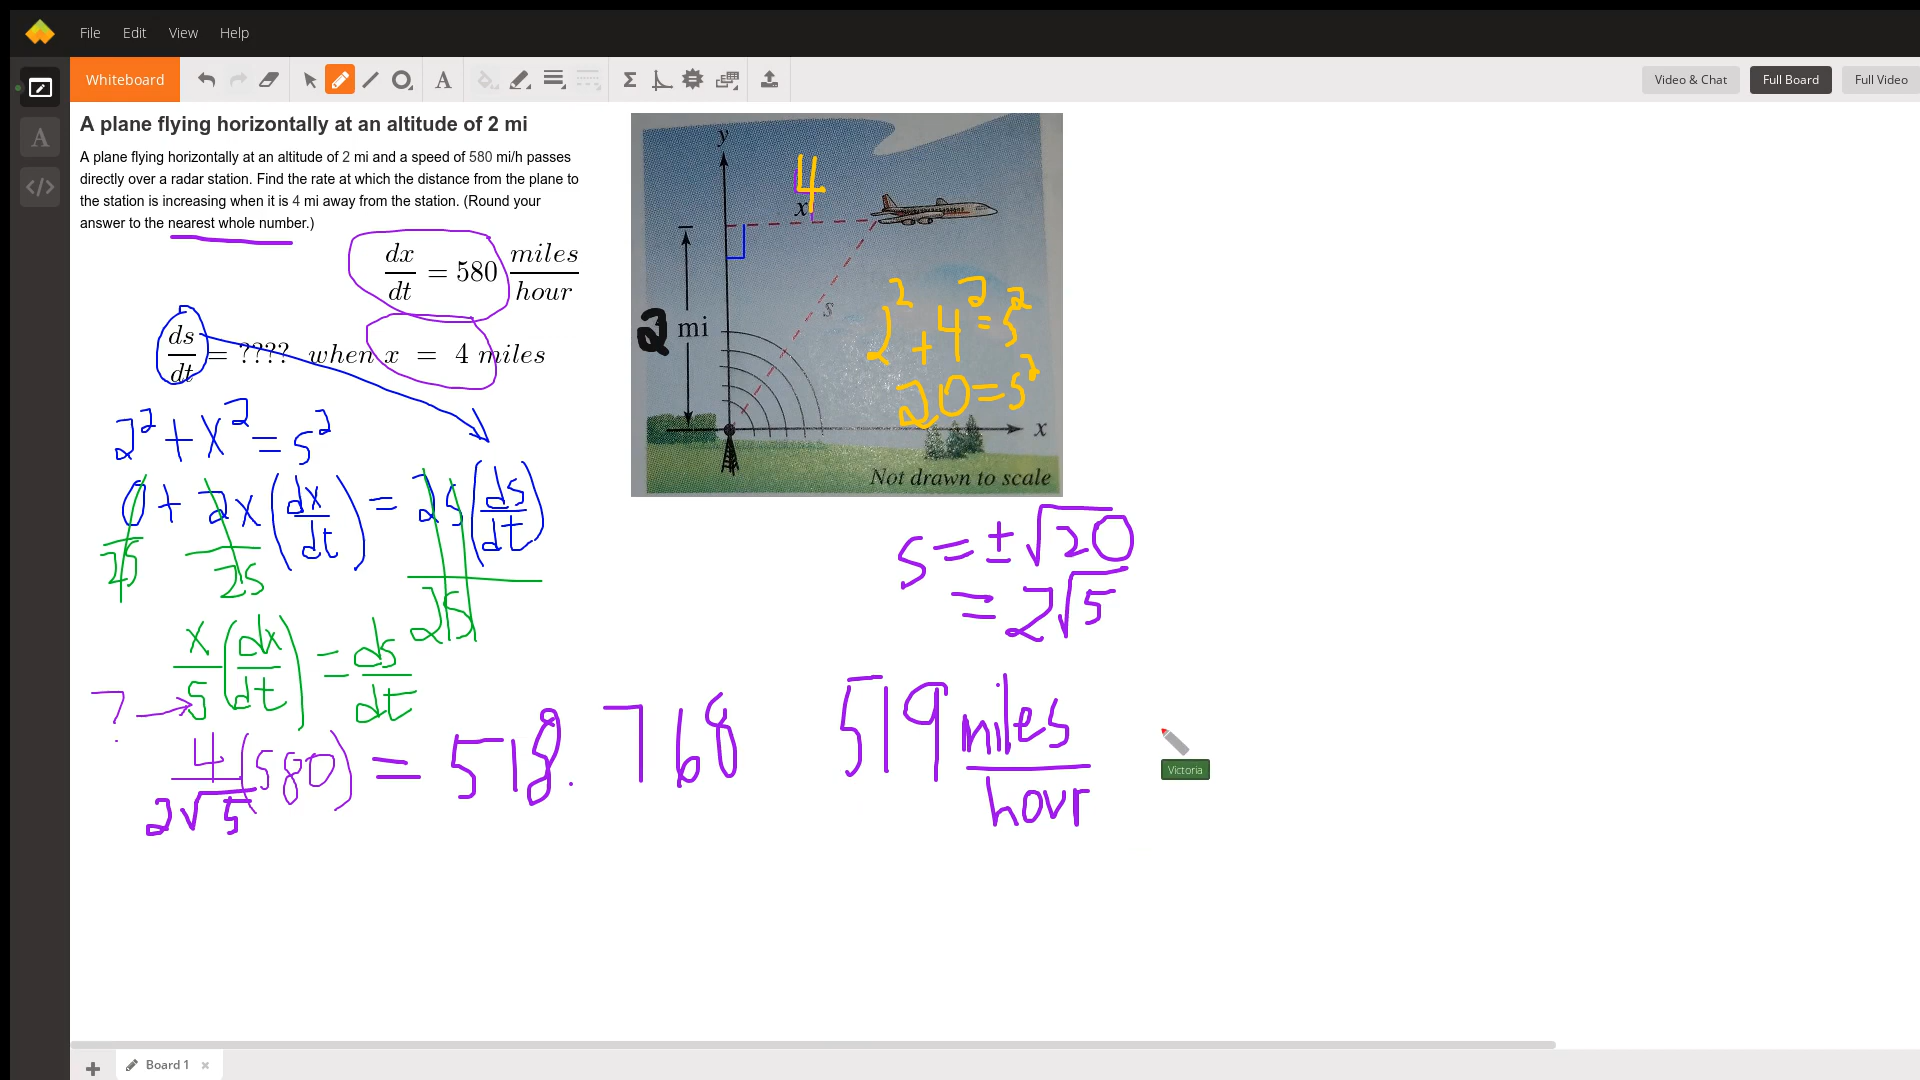 File Edit View Help
Whiteboard A Σ Video & Chat Full Board Full Video
A
</>
A plane flying horizontally at an altitude of 2 mi
A plane flying horizontally at an altitude of 2 mi and a speed of 580 mi/h passes
directly over a radar station. Find the rate at which the distance from the plane to
the station is increasing when it is 4 mi away from the station. (Round your
answer to the nearest whole number.)
dx/dt = 580 miles/hour
ds/dt = ???? when x = 4 miles
2² + x² = s²
0/2s + 2x/2s (dx/dt) = 2s/2s (ds/dt)
x/s (dx/dt) = ds/dt
? →
4/2√5 (580) = 518.768
519 miles/hour
y
4
x
2 mi
s
2² + 4² = s²
20 = s²
x
Not drawn to scale
s = ±√20
= 2√5
Victoria
+ Board 1 ×